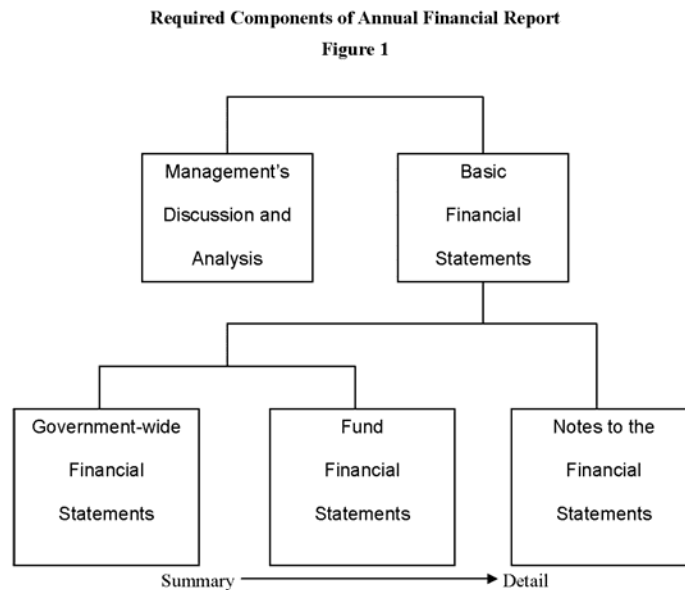 Required Components of Annual Financial Report
Figure 1
Management's
Discussion and
Analysis
Basic
Financial
Statements
Government-wide
Financial
Statements
Fund
Financial
Statements
Notes to the
Financial
Statements
Summary
Detail